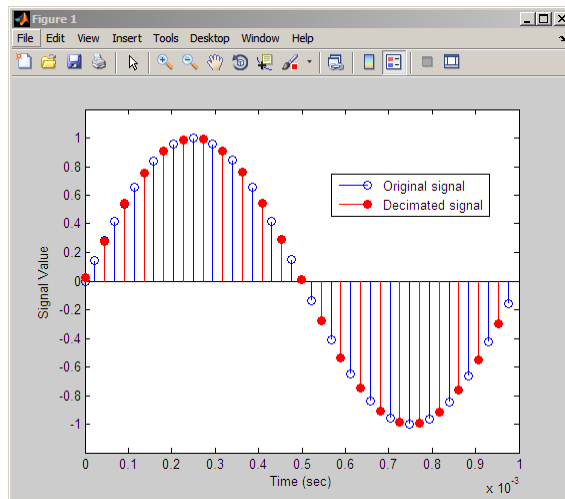 Figure 1
File Edit View Insert Tools Desktop Window Help
1
0.8
0.6
0.4
0.2
0
-0.2
-0.4
-0.6
-0.8
-1
Signal Value
Original signal
Decimated signal
0 0.1 0.2 0.3 0.4 0.5 0.6 0.7 0.8 0.9 1
Time (sec)
x 10⁻³